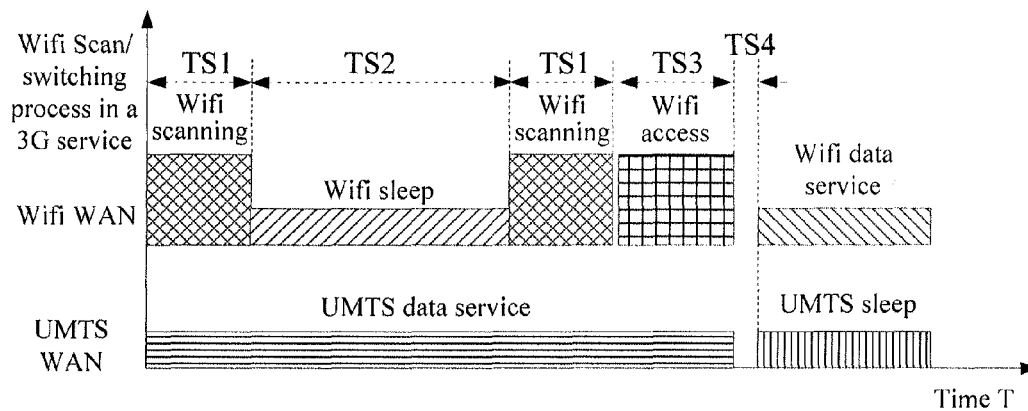 Wifi Scan/
switching
process in a
3G service
TS1
TS2
TS1
TS3
TS4
Wifi
scanning
Wifi
scanning
Wifi
access
Wifi data
service
Wifi WAN
Wifi sleep
UMTS data service
UMTS sleep
UMTS
WAN
Time T